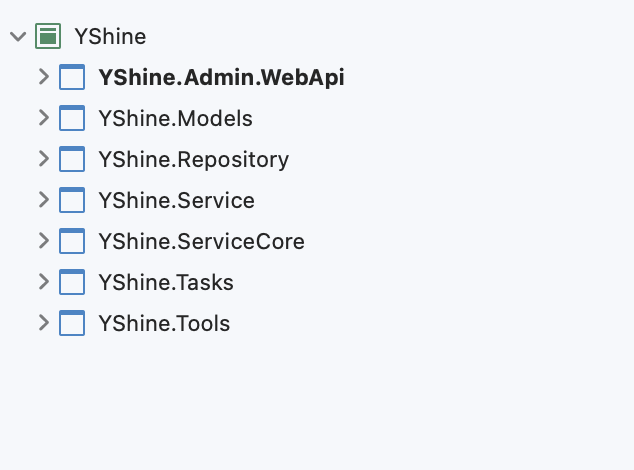 YShine
YShine.Admin.WebApi
YShine.Models
YShine.Repository
YShine.Service
YShine.ServiceCore
YShine.Tasks
YShine.Tools